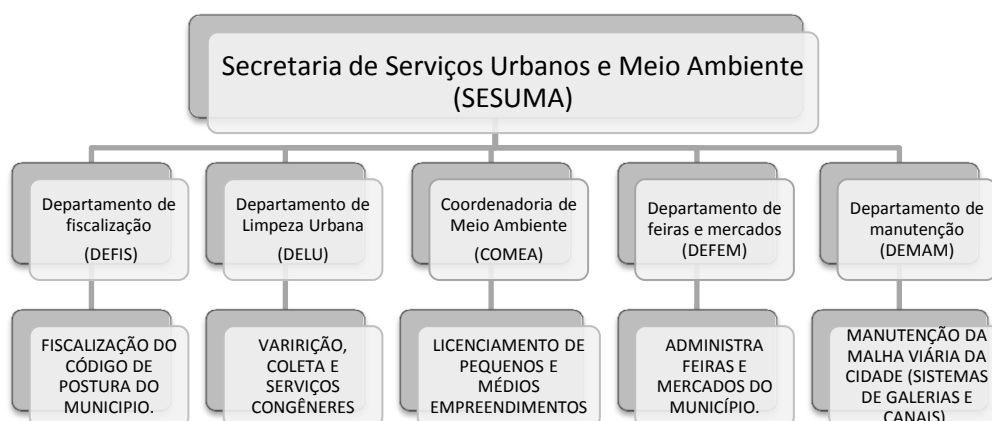 Secretaria de Serviços Urbanos e Meio Ambiente
(SESUMA)
Departamento de
fiscalização
(DEFIS)
Departamento de
Limpeza Urbana
(DELU)
Coordenadoria de
Meio Ambiente
(COMEA)
Departamento de
feiras e mercados
(DEFEM)
Departamento de
manutenção
(DEMAM)
FISCALIZAÇÃO DO
CÓDIGO DE
POSTURA DO
MUNICIPIO.
VARIRIÇÃO,
COLETA E
SERVIÇOS
CONGÊNERES
LICENCIAMENTO DE
PEQUENOS E
MÉDIOS
EMPREENDIMENTOS
ADMINISTRA
FEIRAS E
MERCADOS DO
MUNICÍPIO.
MANUTENÇÃO DA
MALHA VIÁRIA DA
CIDADE (SISTEMAS
DE GALERIAS E
CANAIS)